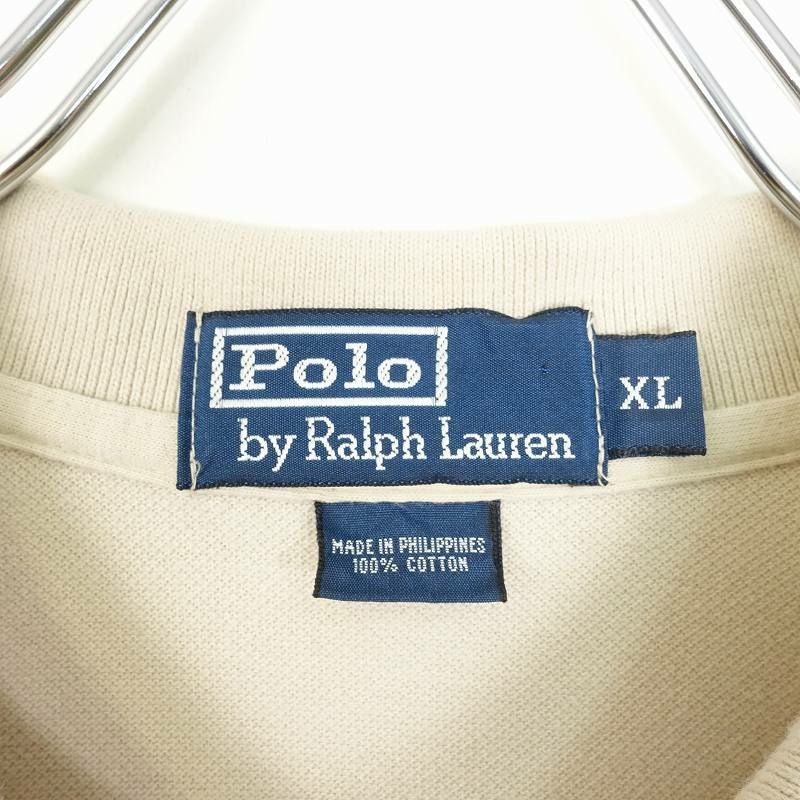 Polo
by Ralph Lauren
XL
MADE IN PHILIPPINES
100% COTTON